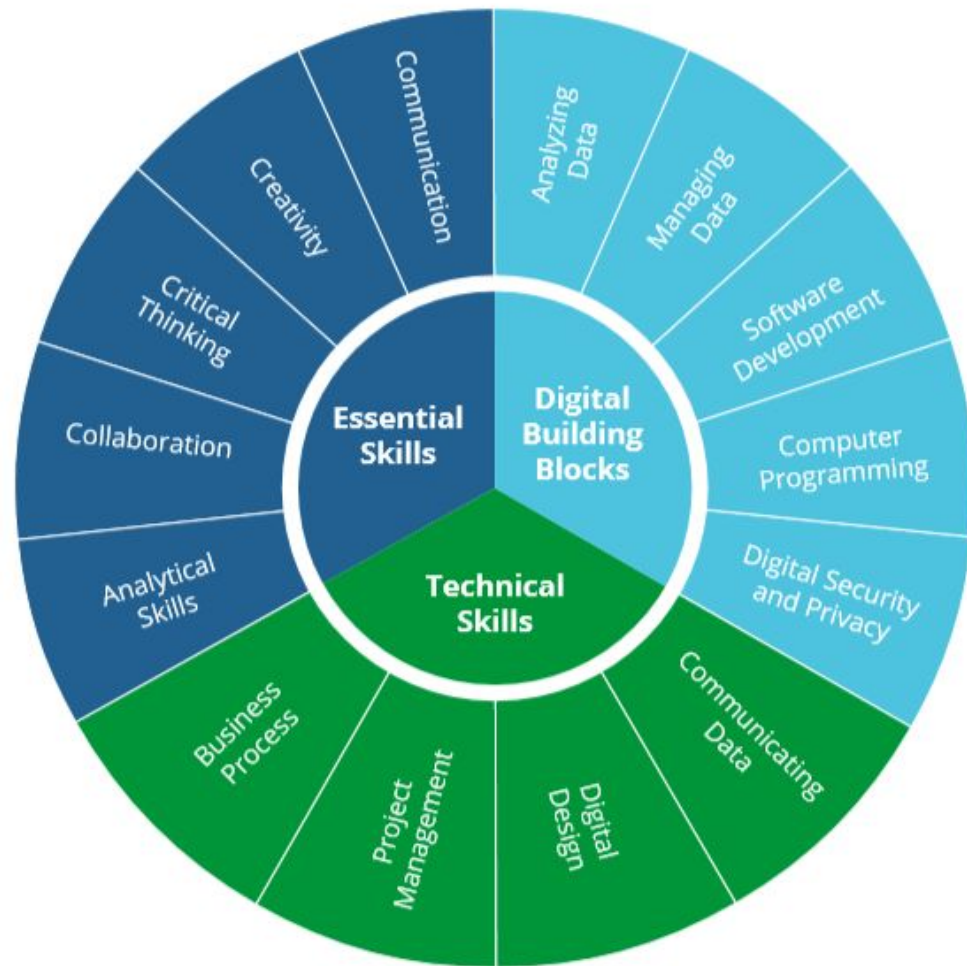 Communication
Creativity
Critical
Thinking
Collaboration
Analytical
Skills
Analyzing
Data
Managing
Data
Software
Development
Computer
Programming
Digital Security
and Privacy
Essential
Skills
Digital
Building
Blocks
Technical
Skills
Communicating
Data
Digital
Design
Project
Management
Business
Process